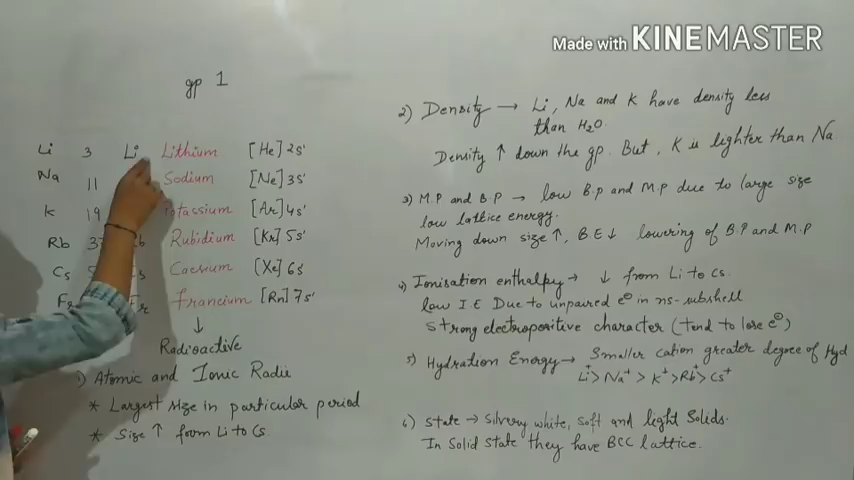 Made with KINEMASTER
gp 1
Li 3 Li Lithium [He] 2s¹
Na 11 Sodium [Ne] 3s¹
K 19 Potassium [Ar] 4s¹
Rb 37 Rb Rubidium [Kr] 5s¹
Cs Cs Caesium [Xe] 6s¹
Fr Fr Francium [Rn] 7s¹
↓
Radioactive
1) Atomic and Ionic Radii
* Largest size in particular period
* Size ↑ from Li to Cs.
2) Density → Li, Na and K have density less
than H₂O.
Density ↑ down the gp. But, K is lighter than Na
3) M.P and B.P → low B.p and M.p due to large size
low lattice energy.
Moving down size ↑, B.E ↓ lowering of B.P and M.P
4) Ionisation enthalpy → ↓ from Li to Cs.
low I.E Due to unpaired e⊖ in ns-subshell
Strong electropositive character (tend to lose e⊖)
5) Hydration Energy → Smaller cation greater degree of Hyd
Li⁺ > Na⁺ > K⁺ > Rb⁺ > Cs⁺
6) State → Silvery white, soft and light Solids.
In Solid state they have BCC lattice.